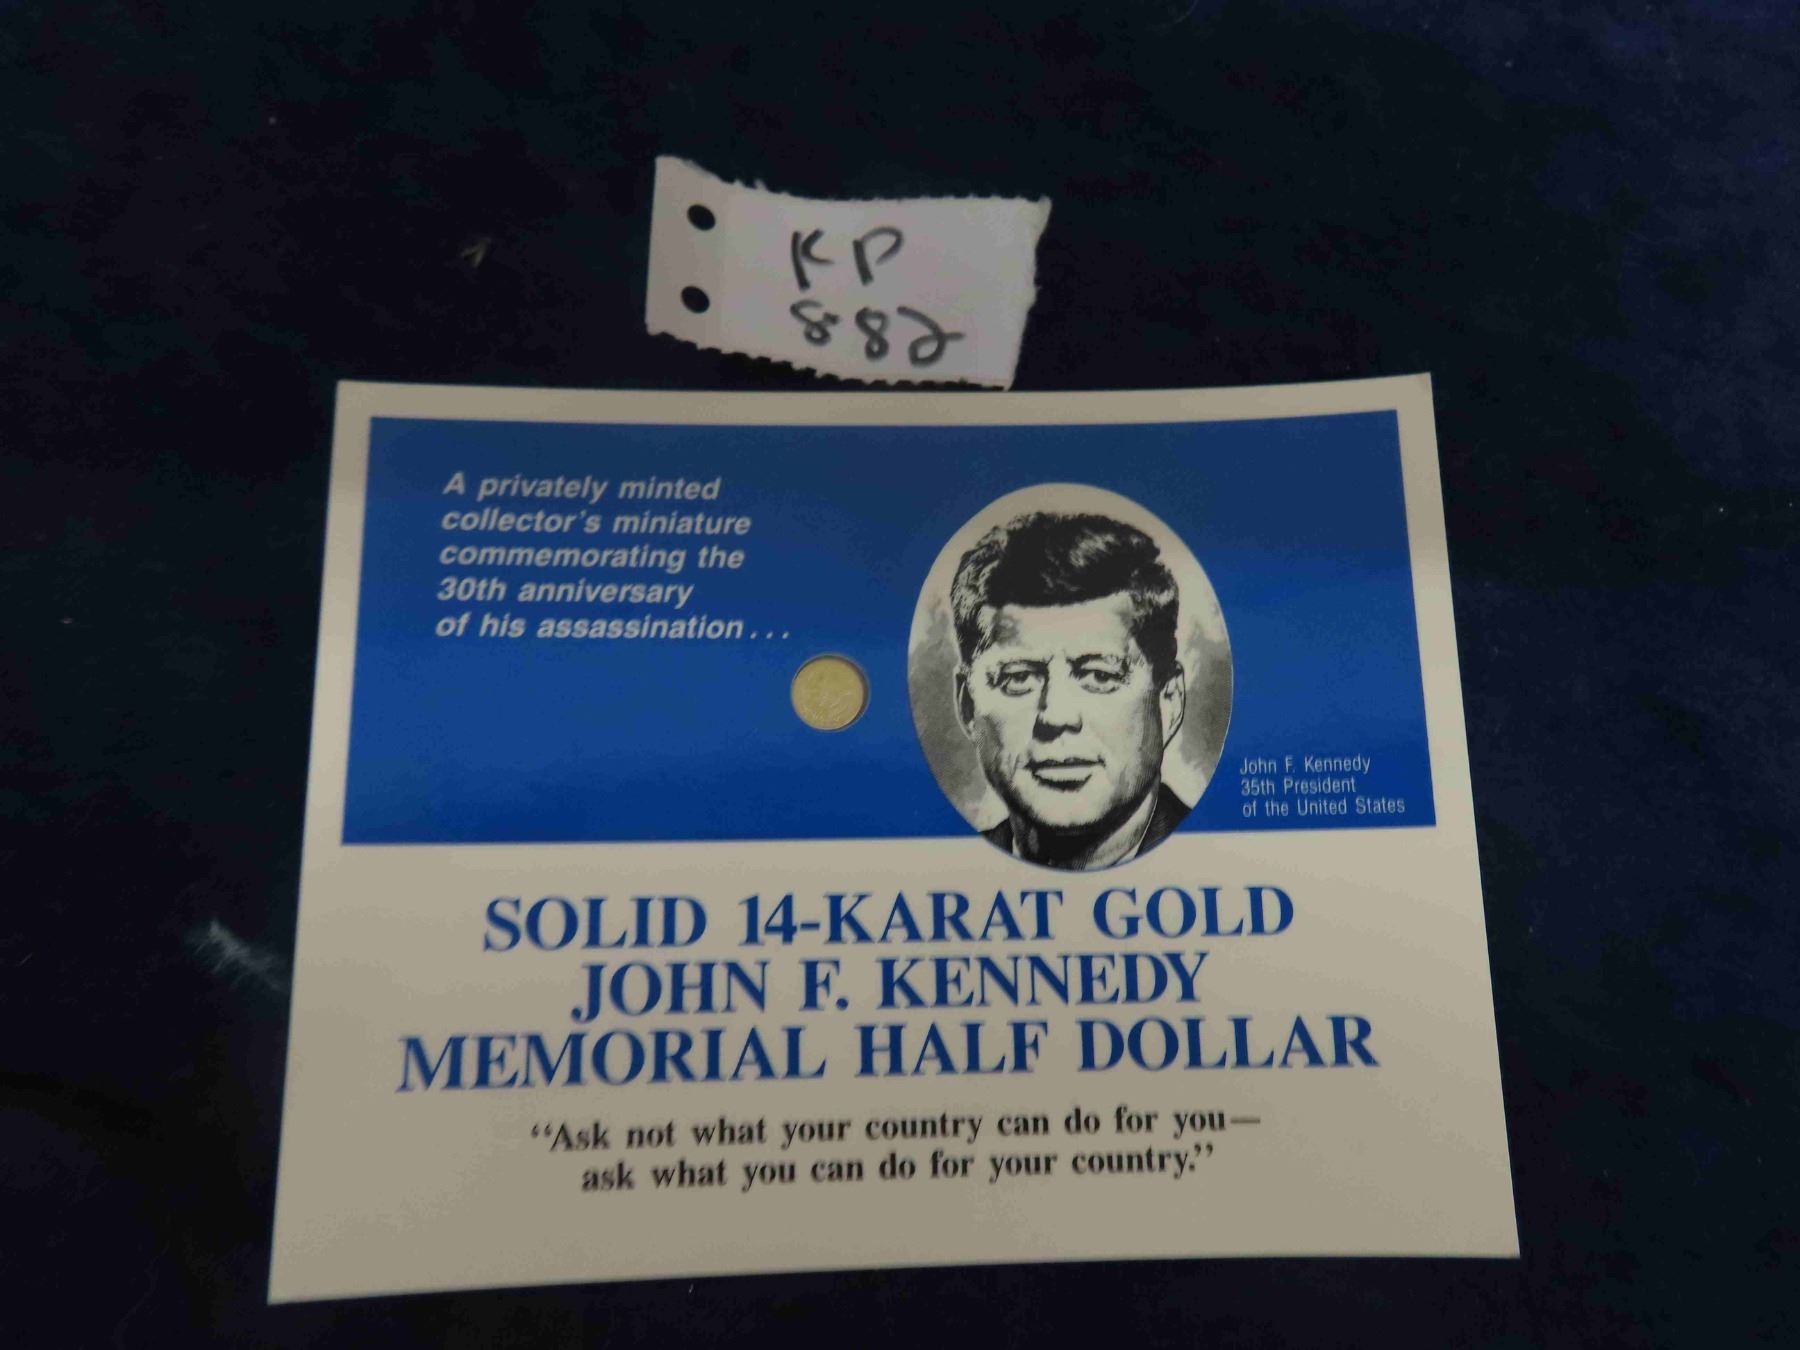 KP
882
A privately minted
collector's miniature
commemorating the
30th anniversary
of his assassination...
John F. Kennedy
35th President
of the United States
SOLID 14-KARAT GOLD
JOHN F. KENNEDY
MEMORIAL HALF DOLLAR
“Ask not what your country can do for you—
ask what you can do for your country.”